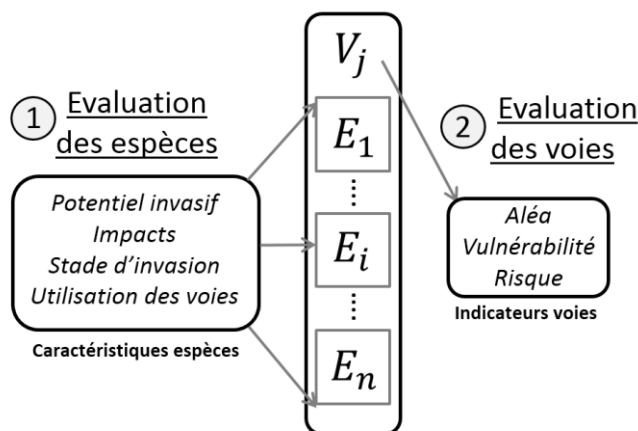 1 Evaluation
des espèces
Potentiel invasif
Impacts
Stade d'invasion
Utilisation des voies
Caractéristiques espèces
V_j
E_1
E_i
E_n
2 Evaluation
des voies
Aléa
Vulnérabilité
Risque
Indicateurs voies